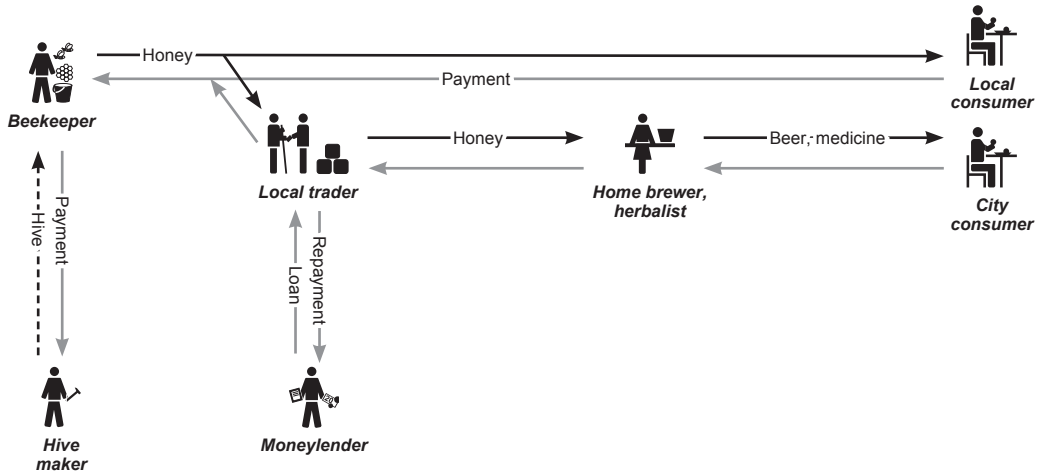 Honey
Payment
Beekeeper
Local
consumer
Honey
Beer, medicine
Local trader
Home brewer,
herbalist
City
consumer
Hive
Payment
Loan
Repayment
20
Hive
maker
Moneylender